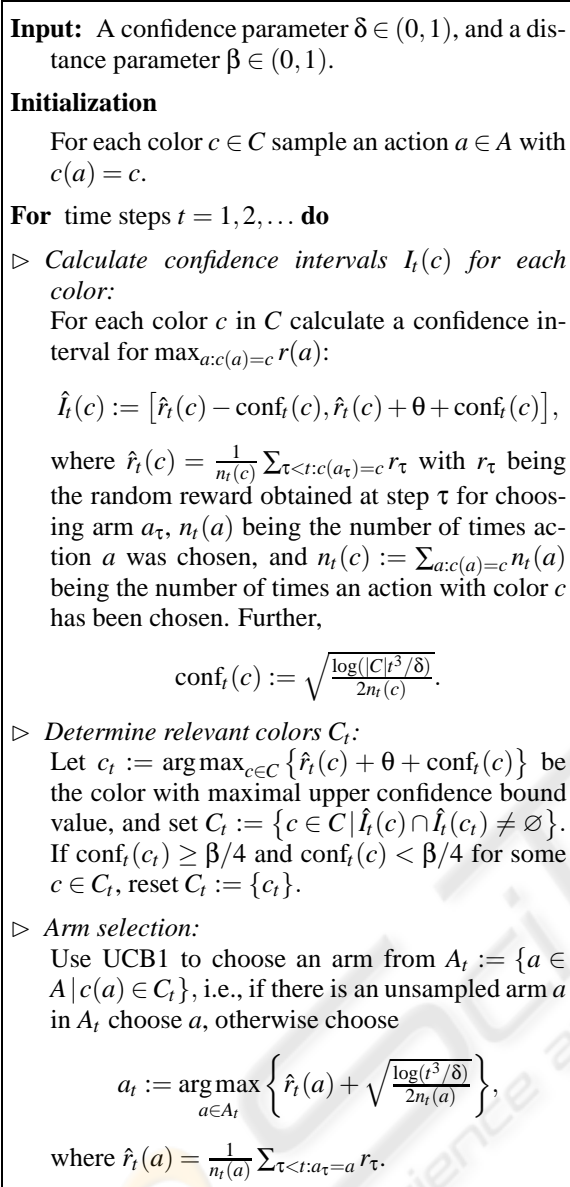 Input: A confidence parameter δ ∈ (0,1), and a dis-
tance parameter β ∈ (0,1).
Initialization
For each color c ∈ C sample an action a ∈ A with
c(a) = c.
For time steps t = 1,2,... do
▷ Calculate confidence intervals I_t(c) for each
color:
For each color c in C calculate a confidence in-
terval for max_{a:c(a)=c} r(a):
Î_t(c) := [r̂_t(c) − conf_t(c), r̂_t(c) + θ + conf_t(c)],
where r̂_t(c) = 1/n_t(c) ∑_{τ<t:c(a_τ)=c} r_τ with r_τ being
the random reward obtained at step τ for choos-
ing arm a_τ, n_t(a) being the number of times ac-
tion a was chosen, and n_t(c) := ∑_{a:c(a)=c} n_t(a)
being the number of times an action with color c
has been chosen. Further,
conf_t(c) := √(log(|C|t³/δ)/2n_t(c)).
▷ Determine relevant colors C_t:
Let c_t := argmax_{c∈C} {r̂_t(c) + θ + conf_t(c)} be
the color with maximal upper confidence bound
value, and set C_t := {c ∈ C | Î_t(c) ∩ Î_t(c_t) ≠ ∅}.
If conf_t(c_t) ≥ β/4 and conf_t(c) < β/4 for some
c ∈ C_t, reset C_t := {c_t}.
▷ Arm selection:
Use UCB1 to choose an arm from A_t := {a ∈
A | c(a) ∈ C_t}, i.e., if there is an unsampled arm a
in A_t choose a, otherwise choose
a_t := argmax_{a∈A_t} {r̂_t(a) + √(log(t³/δ)/2n_t(a))},
where r̂_t(a) = 1/n_t(a) ∑_{τ<t:a_τ=a} r_τ.